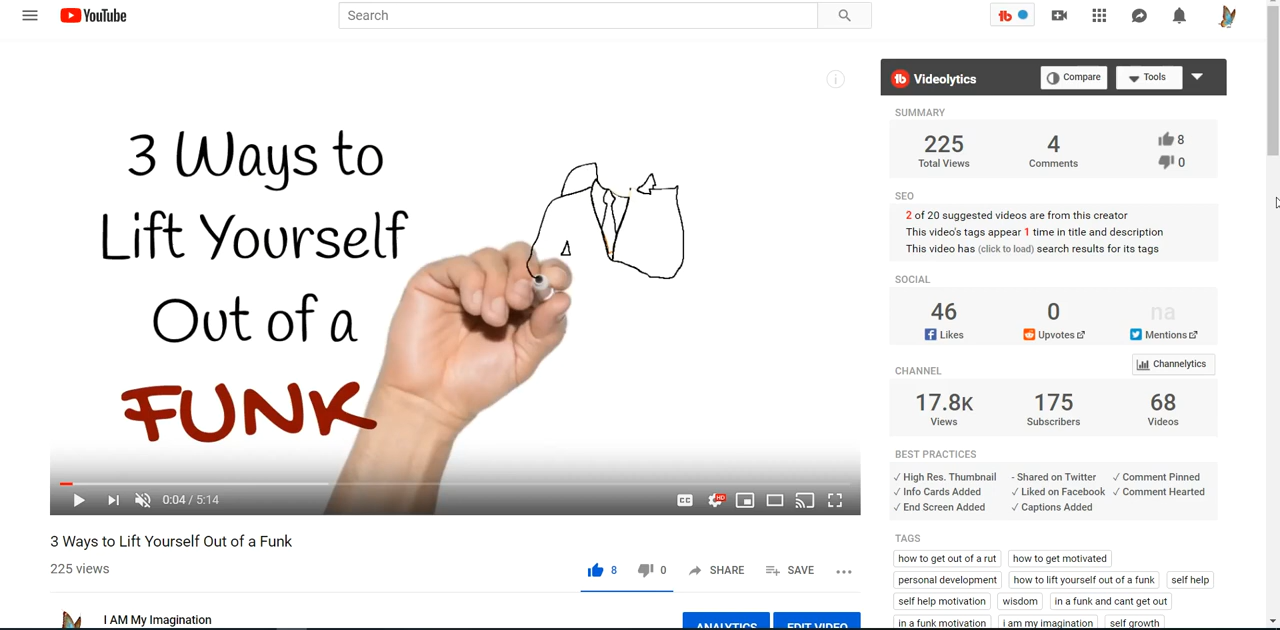 YouTube
Search
3 Ways to
Lift Yourself
Out of a
FUNK
0:04 / 5:14
CC
HD
3 Ways to Lift Yourself Out of a Funk
225 views
8
0
SHARE
SAVE
I AM My Imagination
ANALYTICS
EDIT VIDEO
tb
tb Videolytics
Compare
Tools
SUMMARY
225
Total Views
4
Comments
8
0
SEO
2 of 20 suggested videos are from this creator
This video's tags appear 1 time in title and description
This video has (click to load) search results for its tags
SOCIAL
46
Likes
0
Upvotes
na
Mentions
Channelytics
CHANNEL
17.8K
Views
175
Subscribers
68
Videos
BEST PRACTICES
✓ High Res. Thumbnail
- Shared on Twitter
✓ Comment Pinned
✓ Info Cards Added
✓ Liked on Facebook
✓ Comment Hearted
✓ End Screen Added
✓ Captions Added
TAGS
how to get out of a rut
how to get motivated
personal development
how to lift yourself out of a funk
self help
self help motivation
wisdom
in a funk and cant get out
in a funk motivation
i am my imagination
self growth